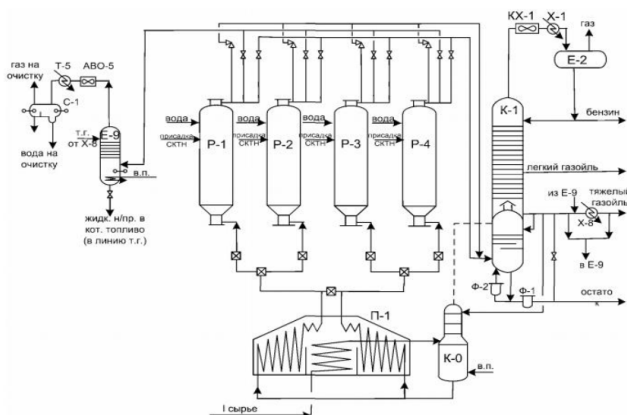 КХ-1
Х-1
газ
Е-2
газ на
очистку
Т-5
АВО-5
С-1
Е-9
К-1
бензин
вода
вода
вода
вода
т.г.
от Х-8
присадка
СКТН
присадка
СКТН
присадка
СКТН
присадка
СКТН
Р-1
Р-2
Р-3
Р-4
вода на
очистку
в.п.
легкий газойль
из Е-9
тяжелый
газойль
Х-8
жидк. н/пр. в
кот. топливо
(в линию т.г.)
в Е-9
Ф-2
Ф-1
остато
к
П-1
К-0
в.п.
I сырье